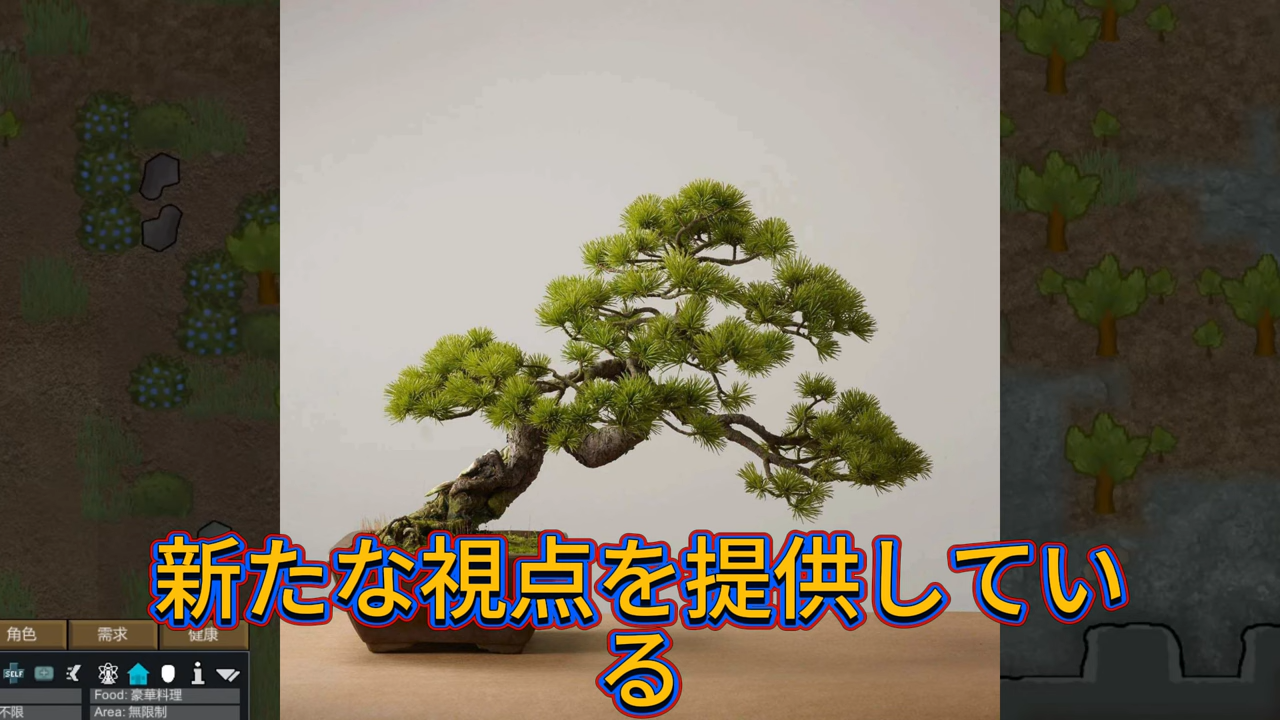 新たな視点を提供してい
る
角色 需求 健康
SELF
Food: 豪華料理
不限 Area: 無限制